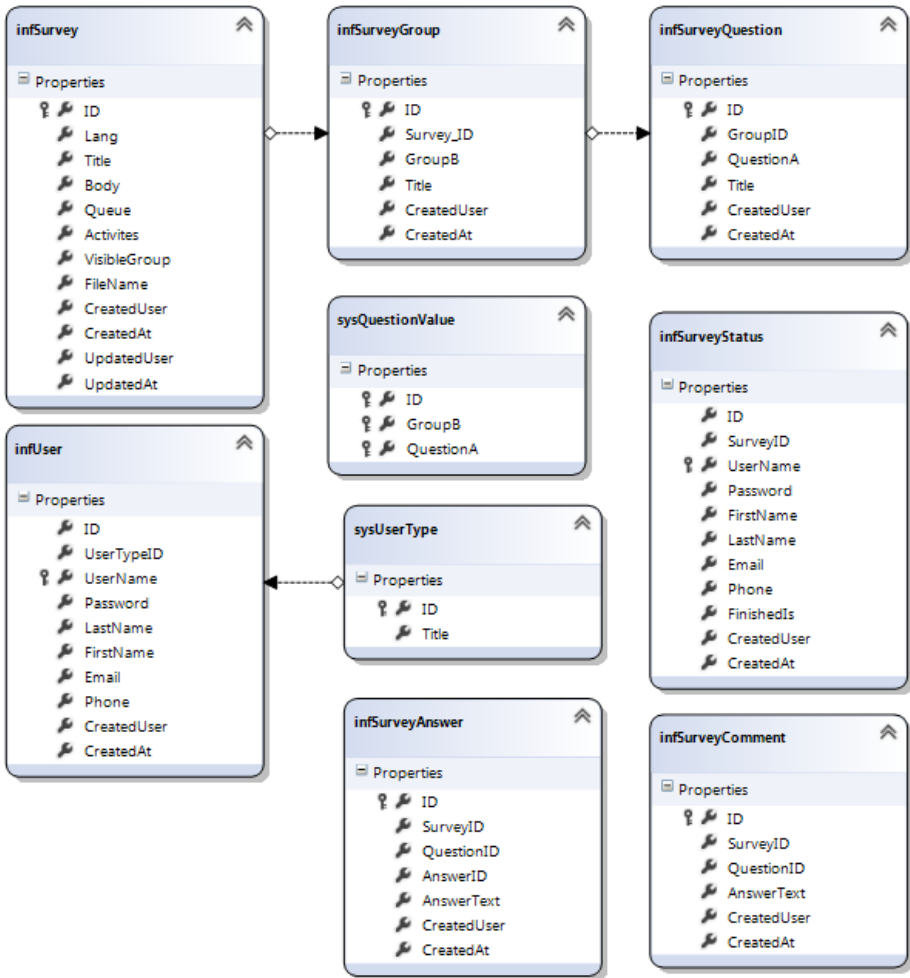 infSurvey
Properties
ID
Lang
Title
Body
Queue
Activites
VisibleGroup
FileName
CreatedUser
CreatedAt
UpdatedUser
UpdatedAt
infSurveyGroup
Properties
ID
Survey_ID
GroupB
Title
CreatedUser
CreatedAt
infSurveyQuestion
Properties
ID
GroupID
QuestionA
Title
CreatedUser
CreatedAt
sysQuestionValue
Properties
ID
GroupB
QuestionA
infSurveyStatus
Properties
ID
SurveyID
UserName
Password
FirstName
LastName
Email
Phone
FinishedIs
CreatedUser
CreatedAt
infUser
Properties
ID
UserTypeID
UserName
Password
LastName
FirstName
Email
Phone
CreatedUser
CreatedAt
sysUserType
Properties
ID
Title
infSurveyAnswer
Properties
ID
SurveyID
QuestionID
AnswerID
AnswerText
CreatedUser
CreatedAt
infSurveyComment
Properties
ID
SurveyID
QuestionID
AnswerText
CreatedUser
CreatedAt